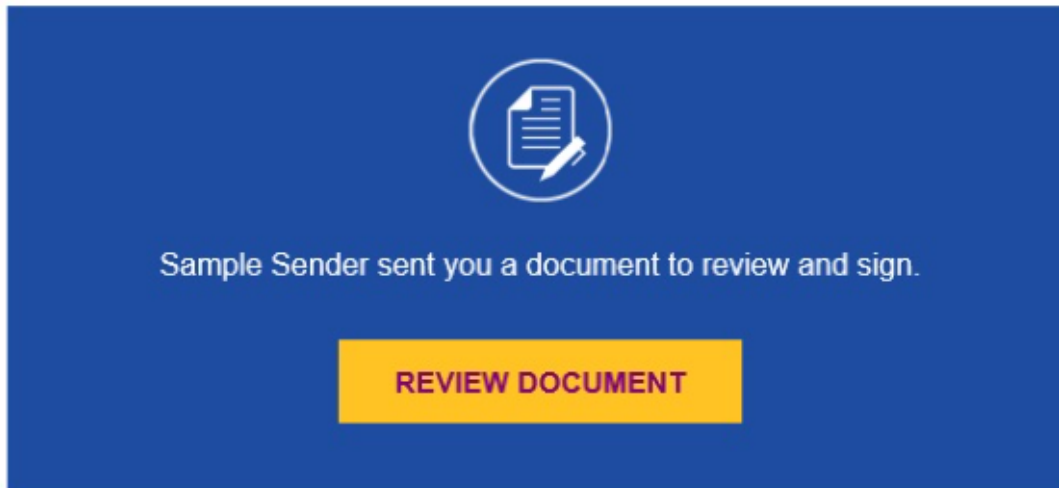 Sample Sender sent you a document to review and sign.
REVIEW DOCUMENT